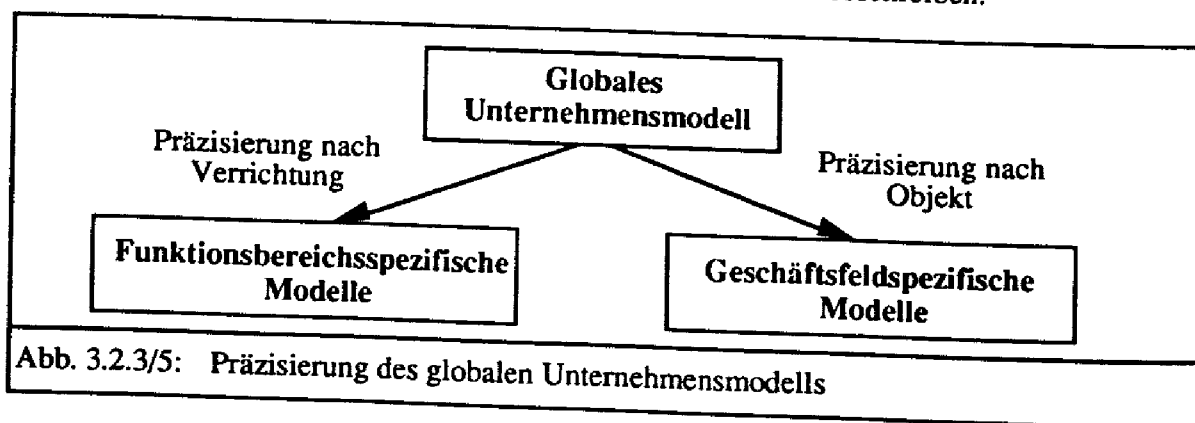 Globales
Unternehmensmodell
Präzisierung nach
Verrichtung
Präzisierung nach
Objekt
Funktionsbereichsspezifische
Modelle
Geschäftsfeldspezifische
Modelle
Abb. 3.2.3/5: Präzisierung des globalen Unternehmensmodells